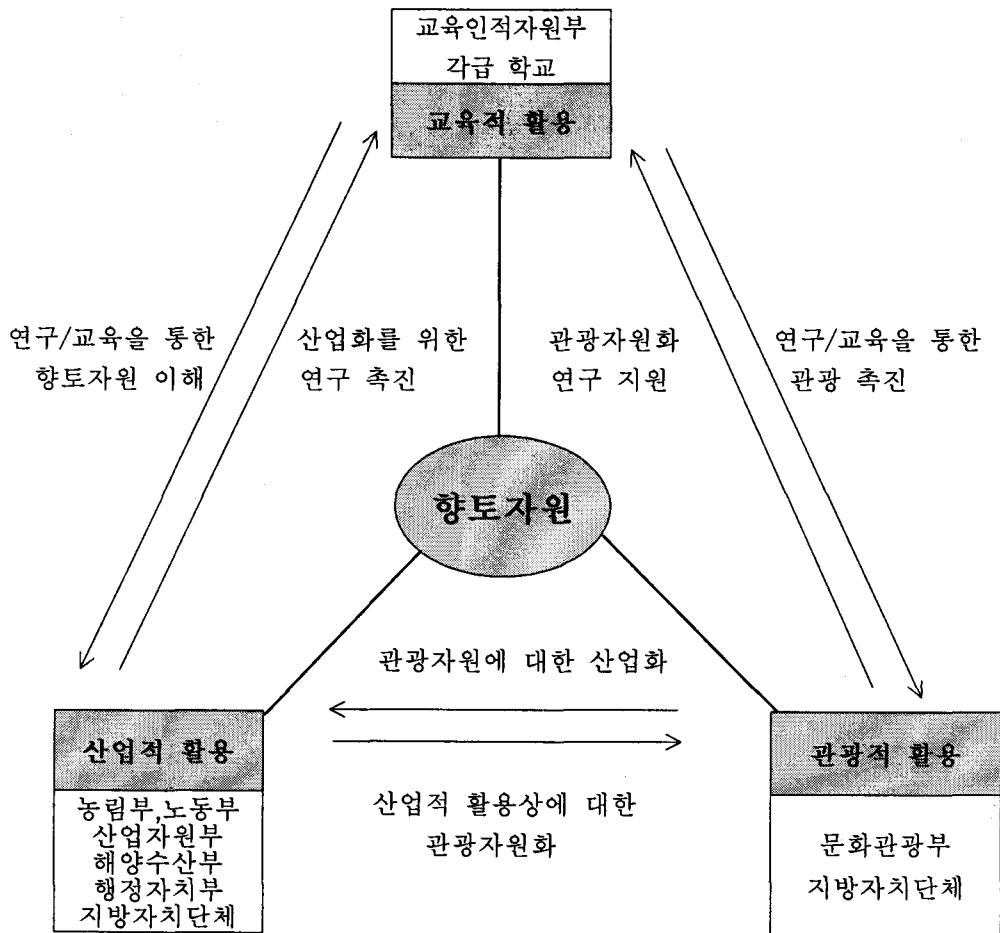 교육인적자원부
각급 학교
교육적 활용
연구/교육을 통한
향토자원 이해
산업화를 위한
연구 촉진
관광자원화
연구 지원
연구/교육을 통한
관광 촉진
향토자원
관광자원에 대한 산업화
산업적 활용상에 대한
관광자원화
산업적 활용
농림부,노동부
산업자원부
해양수산부
행정자치부
지방자치단체
관광적 활용
문화관광부
지방자치단체